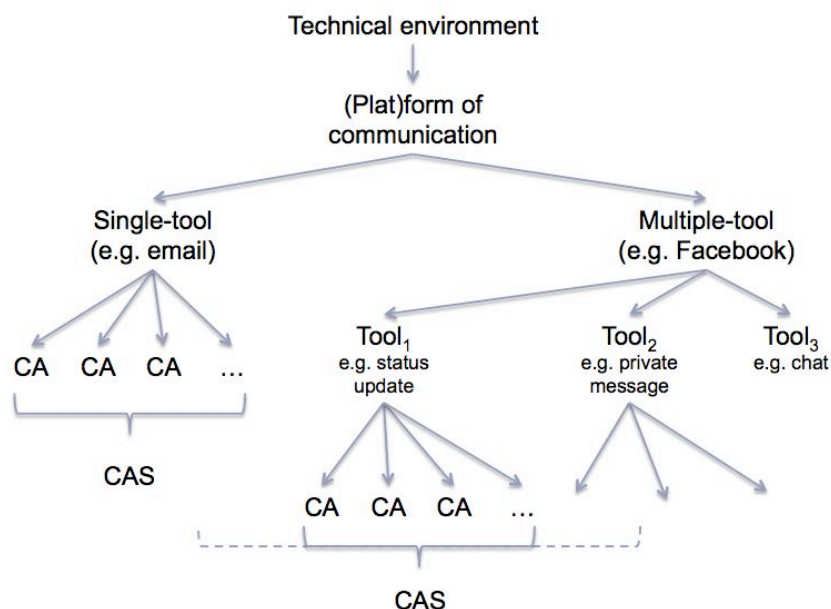 Technical environment
(Plat)form of
communication
Single-tool
(e.g. email)
Multiple-tool
(e.g. Facebook)
Tool₁
e.g. status
update
Tool₂
e.g. private
message
Tool₃
e.g. chat
CA CA CA ...
CAS
CA CA CA ...
CAS